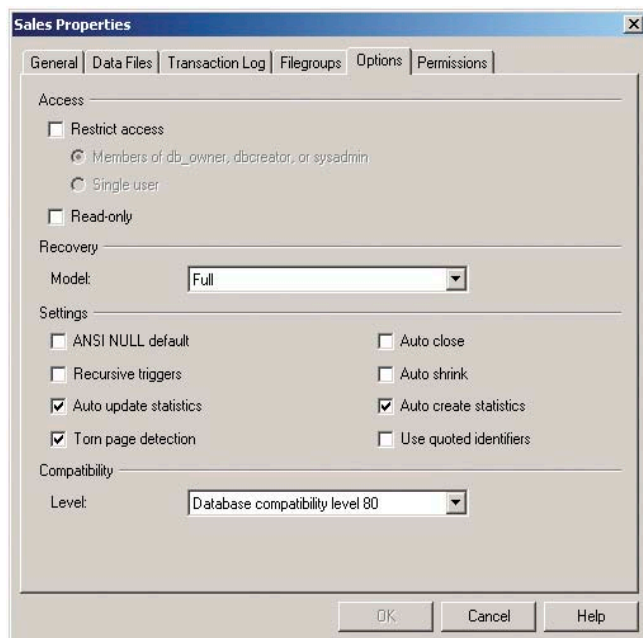 Sales Properties
General Data Files Transaction Log Filegroups Options Permissions
Access
Restrict access
Members of db_owner, dbcreator, or sysadmin
Single user
Read-only
Recovery
Model: Full
Settings
ANSI NULL default Auto close
Recursive triggers Auto shrink
Auto update statistics Auto create statistics
Torn page detection Use quoted identifiers
Compatibility
Level: Database compatibility level 80
OK Cancel Help